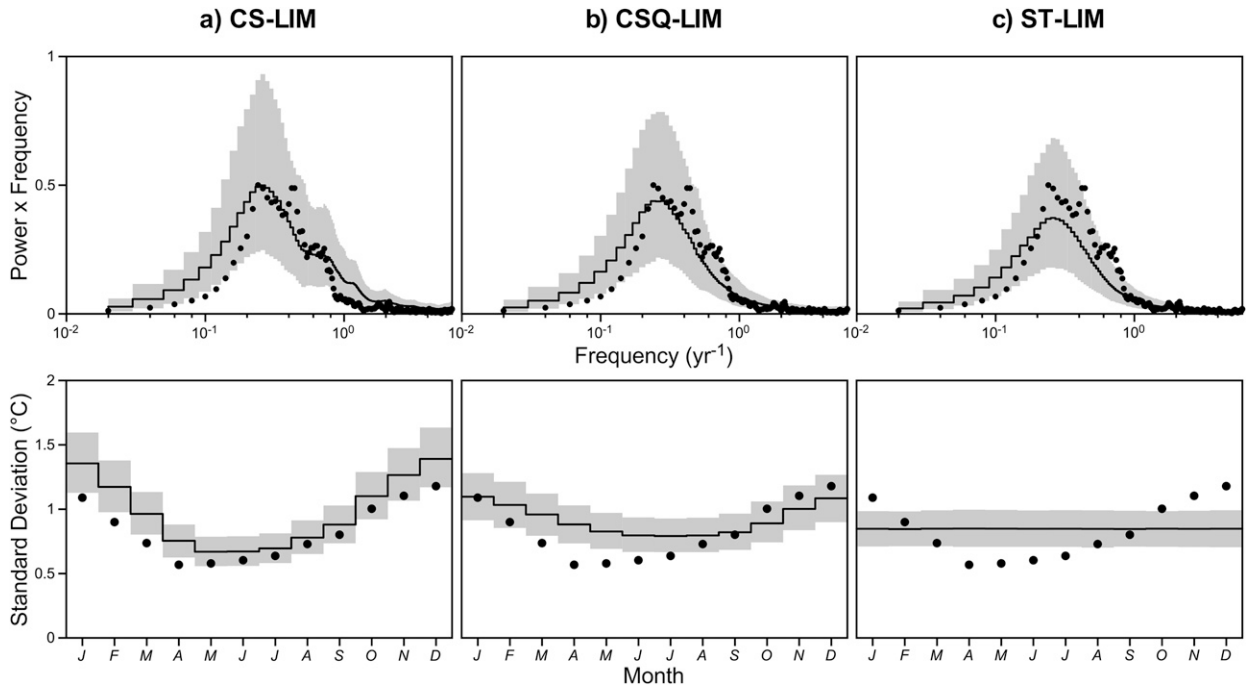 a) CS-LIM
b) CSQ-LIM
c) ST-LIM
Power x Frequency
1
0.5
0
10-2
10-1
100
10-2
10-1
100
10-2
10-1
100
Frequency (yr-1)
Standard Deviation (°C)
2
1.5
1
0.5
0
J F M A M J J A S O N D
J F M A M J J A S O N D
J F M A M J J A S O N D
Month